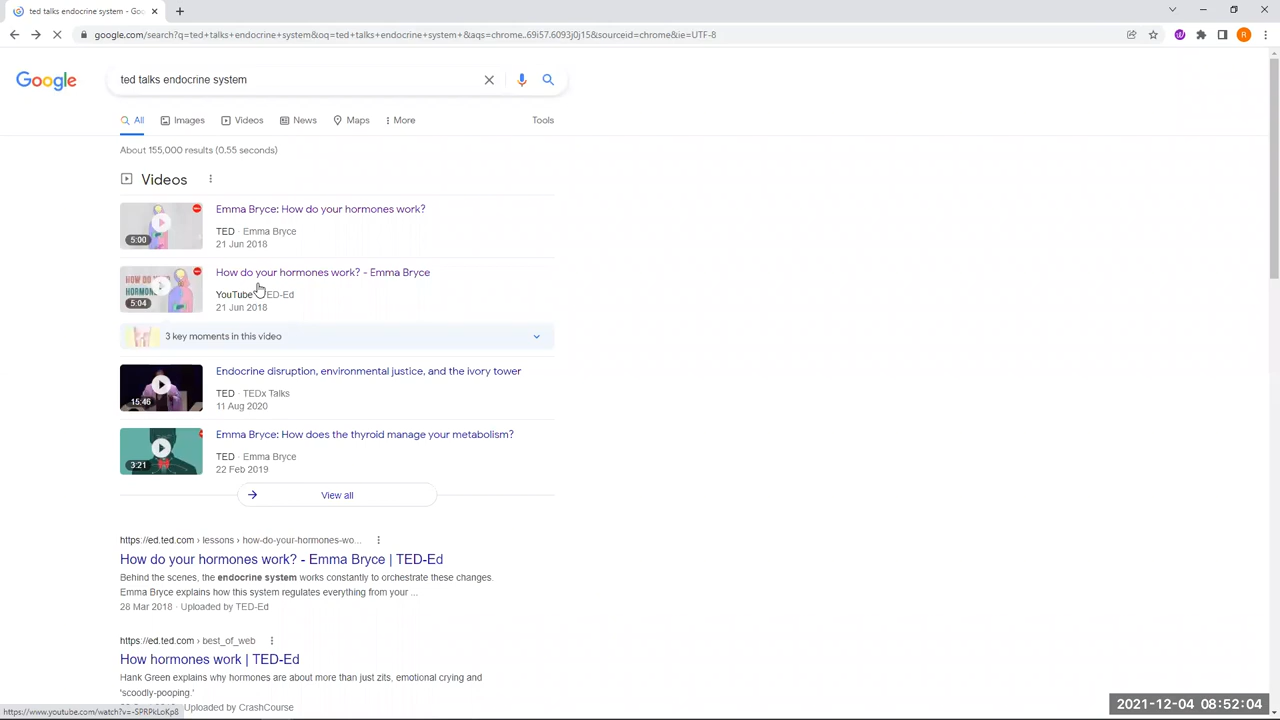 ted talks endocrine system - Goo
google.com/search?q=ted+talks+endocrine+system&oq=ted+talks+endocrine+system+&aqs=chrome..69i57.6093j0j15&sourceid=chrome&ie=UTF-8
R
Google
ted talks endocrine system
All
Images
Videos
News
Maps
More
Tools
About 155,000 results (0.55 seconds)
Videos
5:00
Emma Bryce: How do your hormones work?
TED · Emma Bryce
21 Jun 2018
HOW DO YOUR
HORMONE
5:04
How do your hormones work? - Emma Bryce
YouTube ED-Ed
21 Jun 2018
3 key moments in this video
15:46
Endocrine disruption, environmental justice, and the ivory tower
TED · TEDx Talks
11 Aug 2020
3:21
Emma Bryce: How does the thyroid manage your metabolism?
TED · Emma Bryce
22 Feb 2019
View all
https://ed.ted.com › lessons › how-do-your-hormones-wo...
How do your hormones work? - Emma Bryce | TED-Ed
Behind the scenes, the endocrine system works constantly to orchestrate these changes.
Emma Bryce explains how this system regulates everything from your ...
28 Mar 2018 · Uploaded by TED-Ed
https://ed.ted.com › best_of_web
How hormones work | TED-Ed
Hank Green explains why hormones are about more than just zits, emotional crying and
'scoodly-pooping.'
Uploaded by CrashCourse
https://www.youtube.com/watch?v=-SPRPkLoKp8
2021-12-04 08:52:04